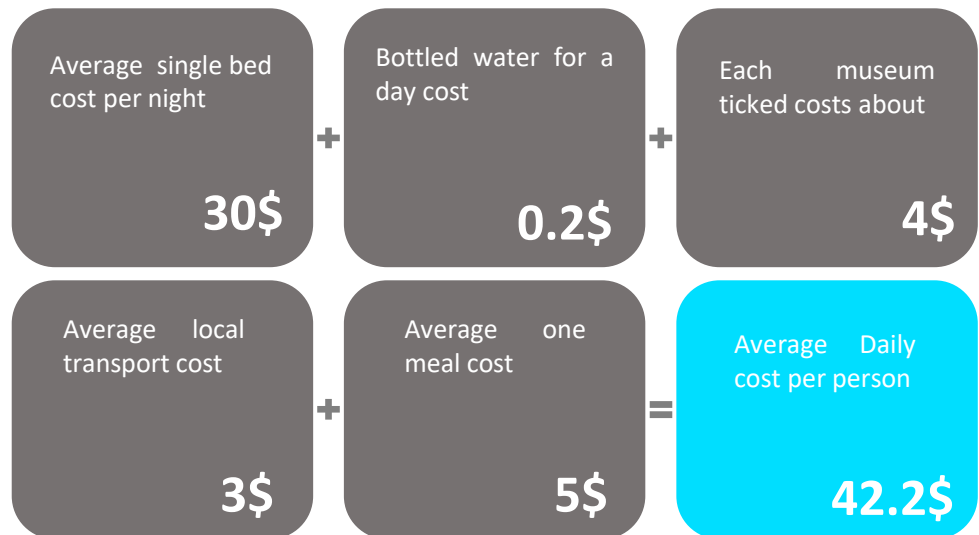 Average single bed
cost per night
30$
+
Bottled water for a
day cost
0.2$
+
Each museum
ticked costs about
4$
Average local
transport cost
3$
+
Average one
meal cost
5$
=
Average Daily
cost per person
42.2$